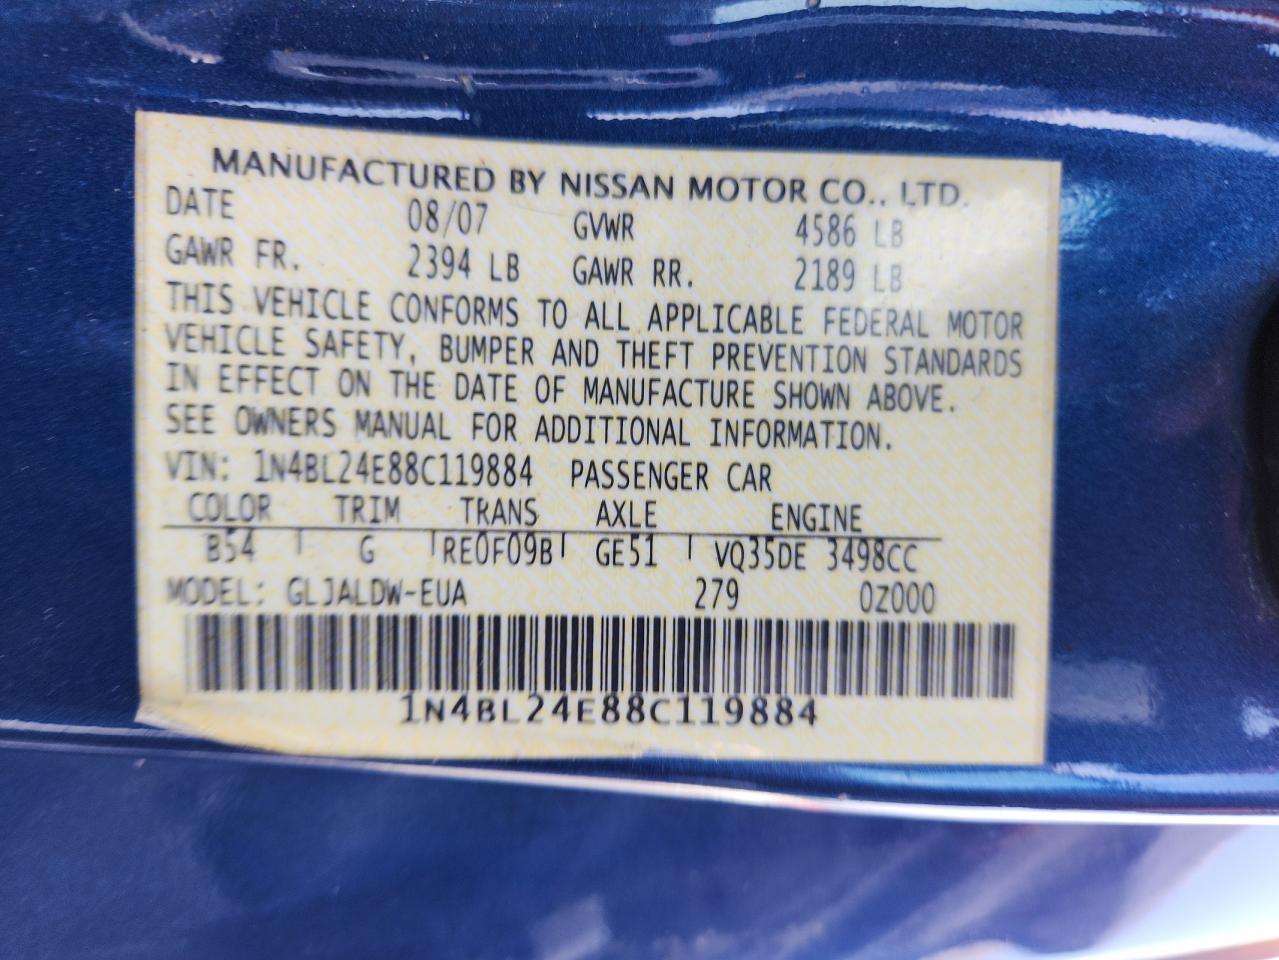 MANUFACTURED BY NISSAN MOTOR CO., LTD.
DATE 08/07 GVWR 4586 LB
GAWR FR. 2394 LB GAWR RR. 2189 LB
THIS VEHICLE CONFORMS TO ALL APPLICABLE FEDERAL MOTOR
VEHICLE SAFETY, BUMPER AND THEFT PREVENTION STANDARDS
IN EFFECT ON THE DATE OF MANUFACTURE SHOWN ABOVE.
SEE OWNERS MANUAL FOR ADDITIONAL INFORMATION.
VIN: 1N4BL24E88C119884 PASSENGER CAR
COLOR TRIM TRANS AXLE ENGINE
B54 G RE0F09B GE51 VQ35DE 3498CC
MODEL: GLJALDW-EUA 279 0Z000
1N4BL24E88C119884